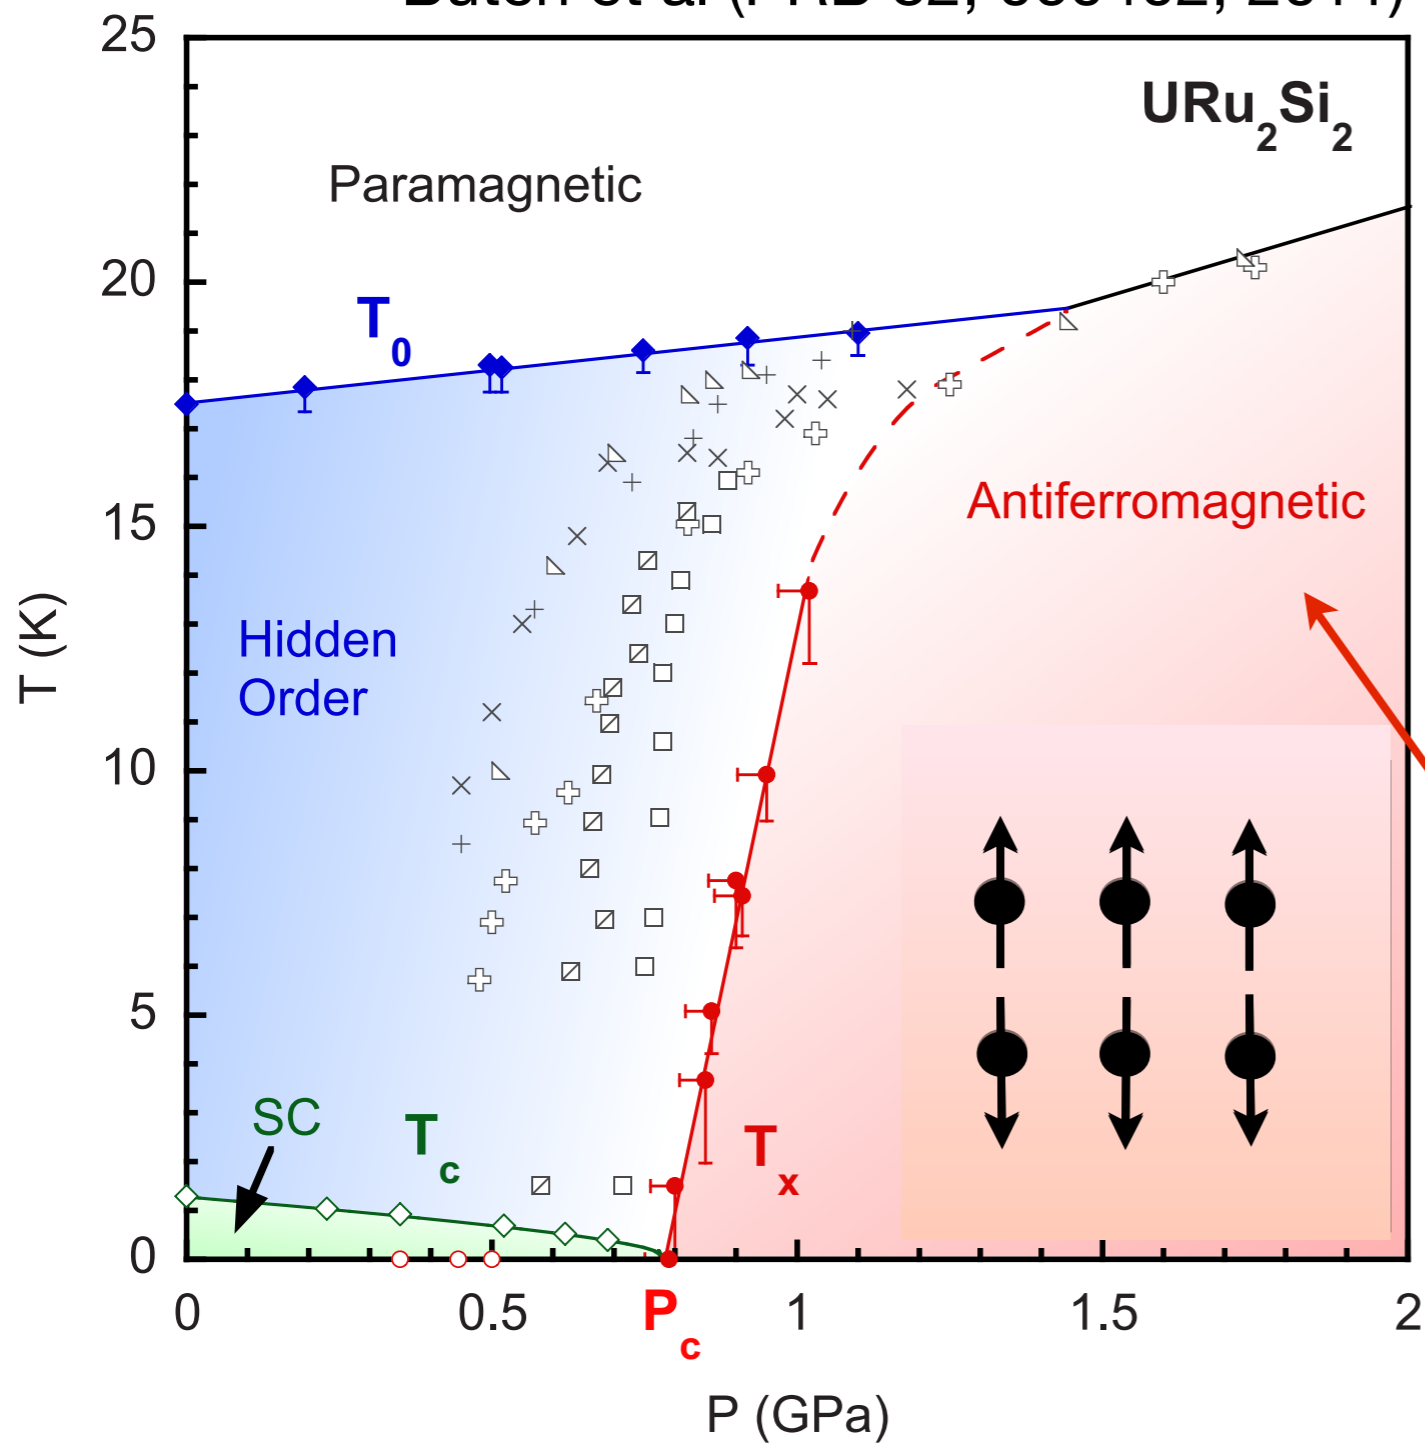 25
URu2Si2
Paramagnetic
20
T0
15
Antiferromagnetic
T (K)
Hidden
Order
10
5
SC
Tc
Tx
0
0 0.5 Pc 1 1.5 2
P (GPa)